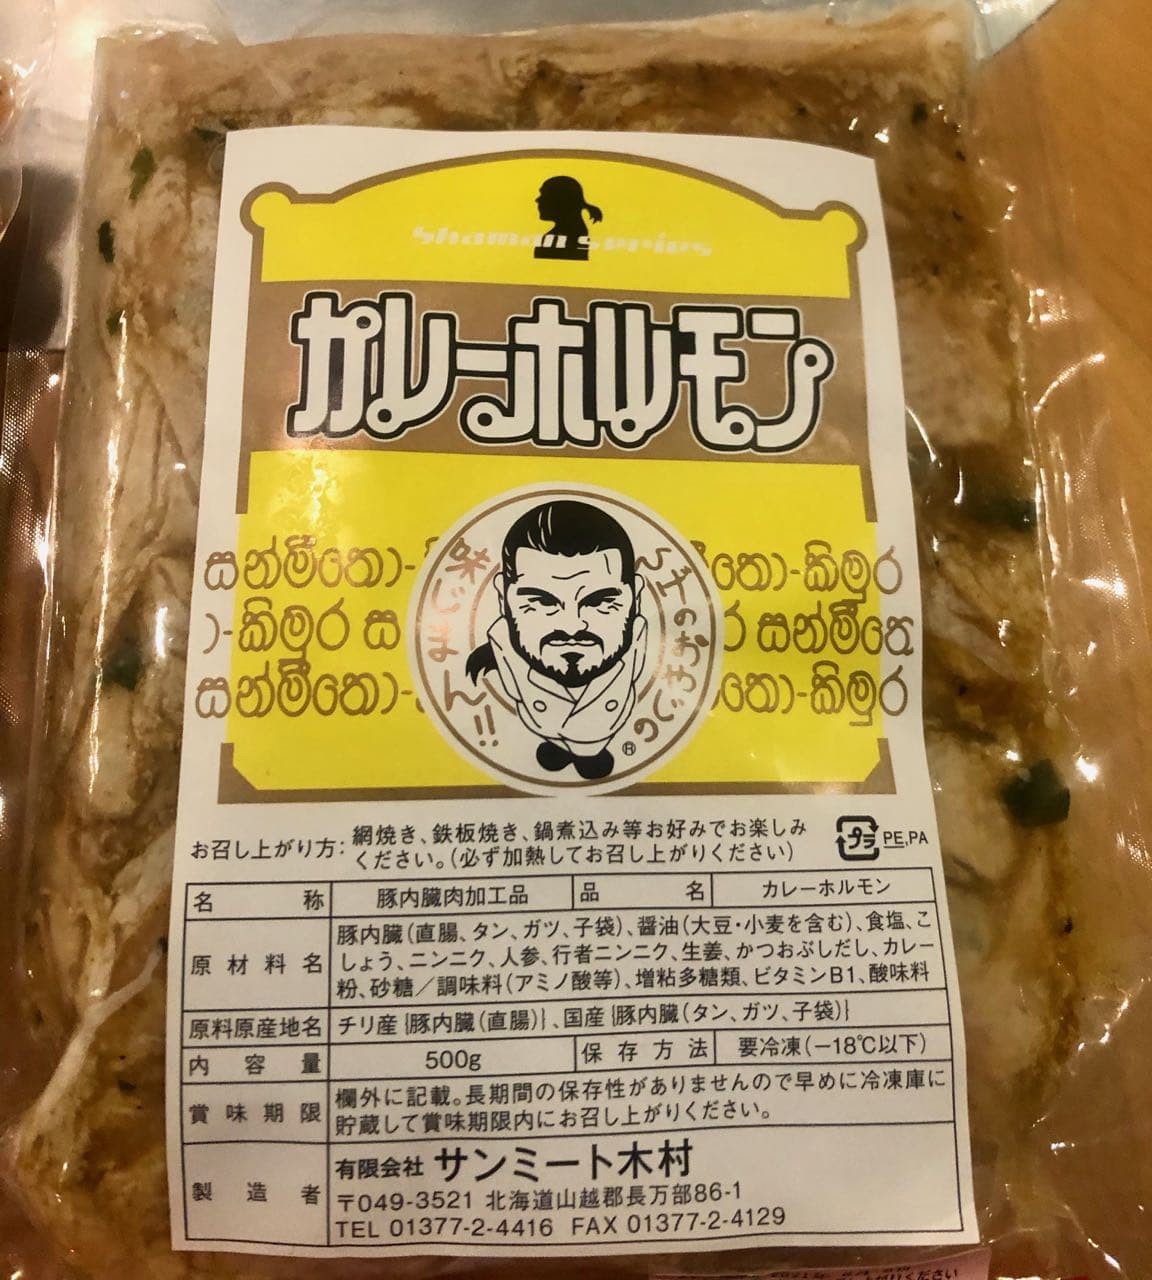 shaman series
カレーホルモン
සන්මීතො-
තො-කිමුර
-කිමුර ස
ර සන්මීත
සන්මීතො-
තො-කිමුර
味じまん!!
ヒゲのおやじの
®
お召し上がり方:網焼き、鉄板焼き、鍋煮込み等お好みでお楽しみ
ください。(必ず加熱してお召し上がりください)
プラ PE,PA
名称 豚内臓肉加工品 品名 カレーホルモン
原材料名 豚内臓(直腸、タン、ガツ、子袋)、醤油(大豆・小麦を含む)、食塩、こ
しょう、ニンニク、人参、行者ニンニク、生姜、かつおぶしだし、カレー
粉、砂糖／調味料(アミノ酸等)、増粘多糖類、ビタミンB1、酸味料
原料原産地名 チリ産{豚内臓(直腸)}、国産{豚内臓(タン、ガツ、子袋)}
内容量 500g 保存方法 要冷凍(－18℃以下)
賞味期限 欄外に記載。長期間の保存性がありませんので早めに冷凍庫に
貯蔵して賞味期限内にお召し上がりください。
製造者 有限会社 サンミート木村
〒049-3521 北海道山越郡長万部86-1
TEL 01377-2-4416 FAX 01377-2-4129